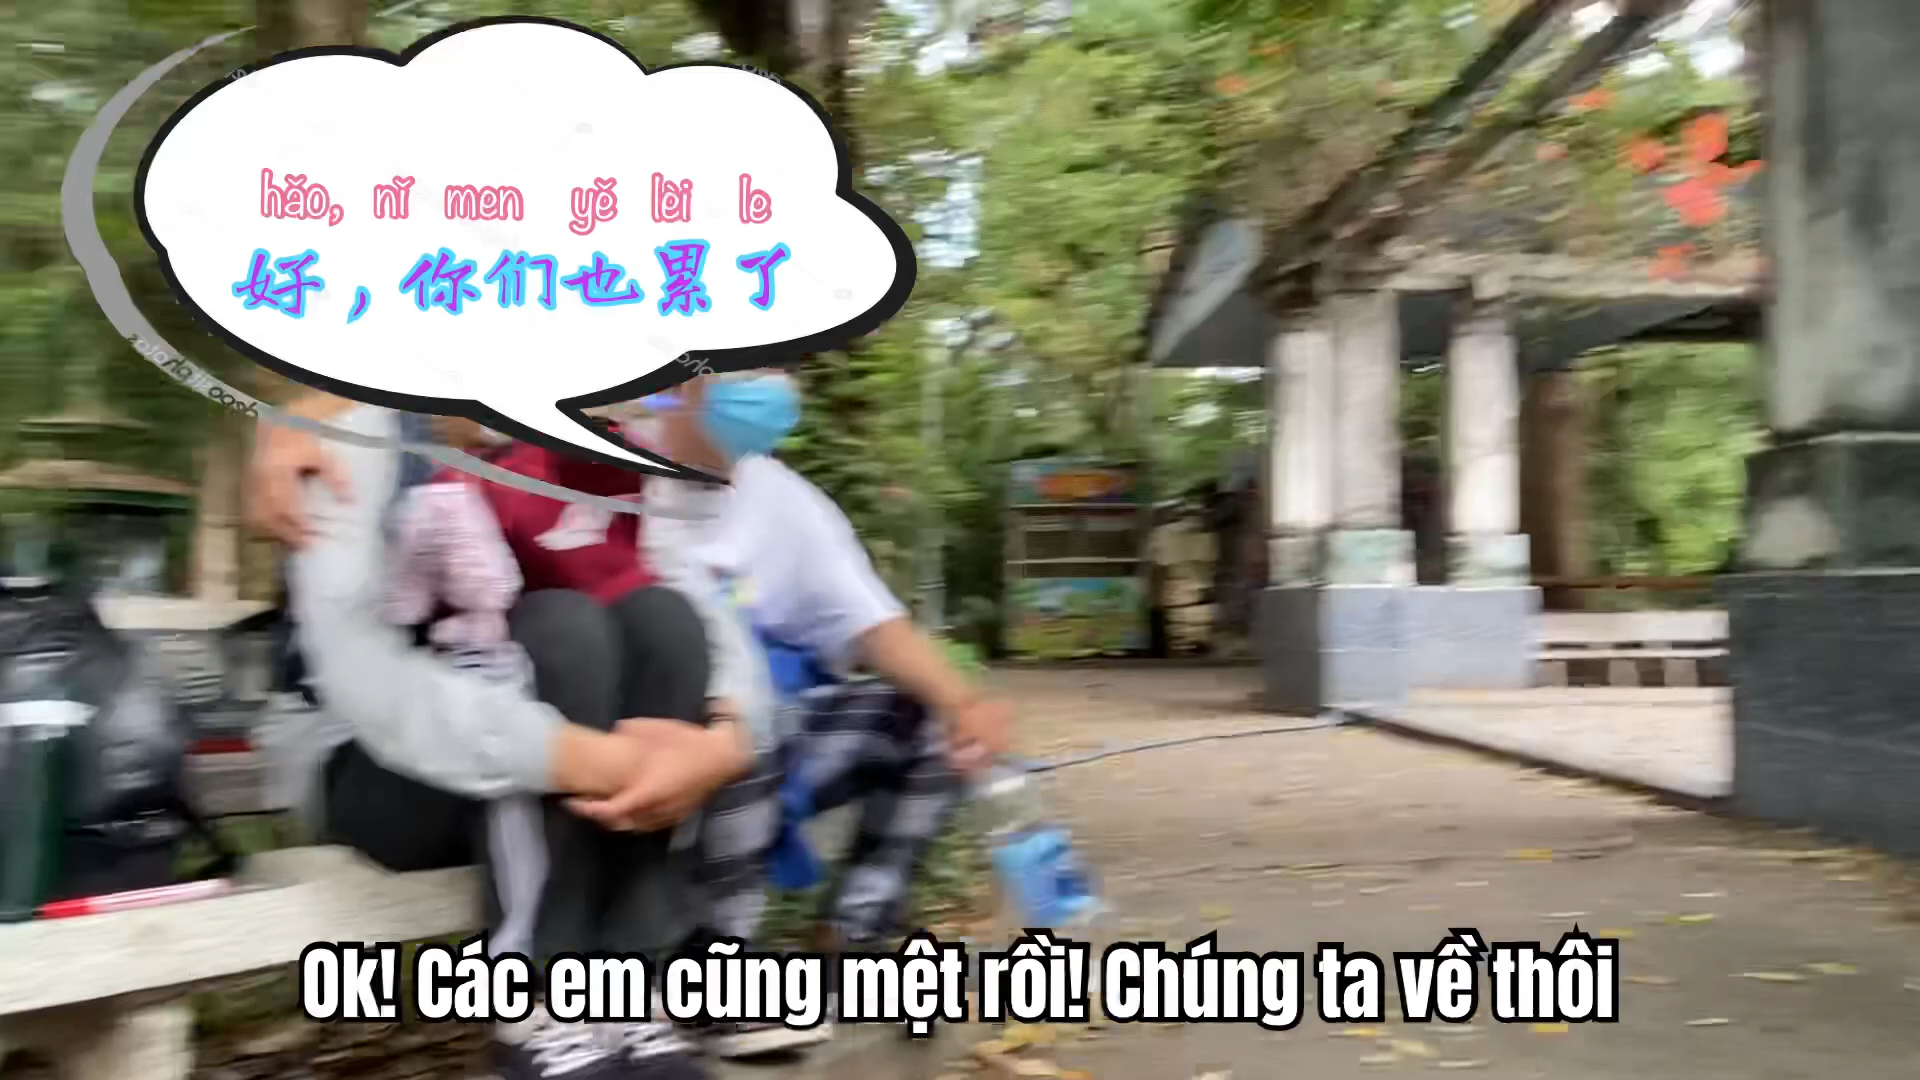 hǎo, nǐ men yě lèi le
好，你们也累了
Ok! Các em cũng mệt rồi! Chúng ta về thôi